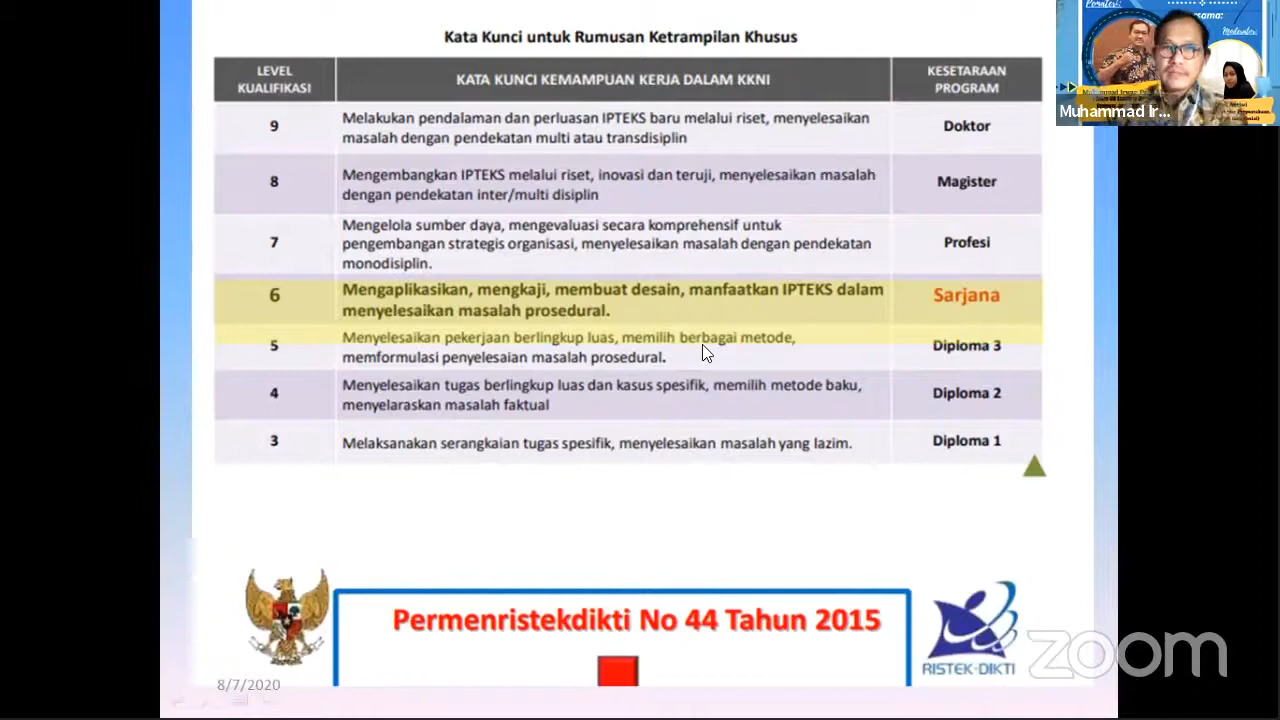 Kata Kunci untuk Rumusan Ketrampilan Khusus
LEVEL
KUALIFIKASI
KATA KUNCI KEMAMPUAN KERJA DALAM KKNI
KESETARAAN
PROGRAM
9
Melakukan pendalaman dan perluasan IPTEKS baru melalui riset, menyelesaikan
masalah dengan pendekatan multi atau transdisiplin
Doktor
8
Mengembangkan IPTEKS melalui riset, inovasi dan teruji, menyelesaikan masalah
dengan pendekatan inter/multi disiplin
Magister
7
Mengelola sumber daya, mengevaluasi secara komprehensif untuk
pengembangan strategis organisasi, menyelesaikan masalah dengan pendekatan
monodisiplin.
Profesi
6
Mengaplikasikan, mengkaji, membuat desain, manfaatkan IPTEKS dalam
menyelesaikan masalah prosedural.
Sarjana
5
Menyelesaikan pekerjaan berlingkup luas, memilih berbagai metode,
memformulasi penyelesaian masalah prosedural.
Diploma 3
4
Menyelesaikan tugas berlingkup luas dan kasus spesifik, memilih metode baku,
menyelaraskan masalah faktual
Diploma 2
3
Melaksanakan serangkaian tugas spesifik, menyelesaikan masalah yang lazim.
Diploma 1
Permenristekdikti No 44 Tahun 2015
RISTEK-DIKTI
8/7/2020
zoom
Pemateri:
ersama:
Moderator:
Muhammad Ir...